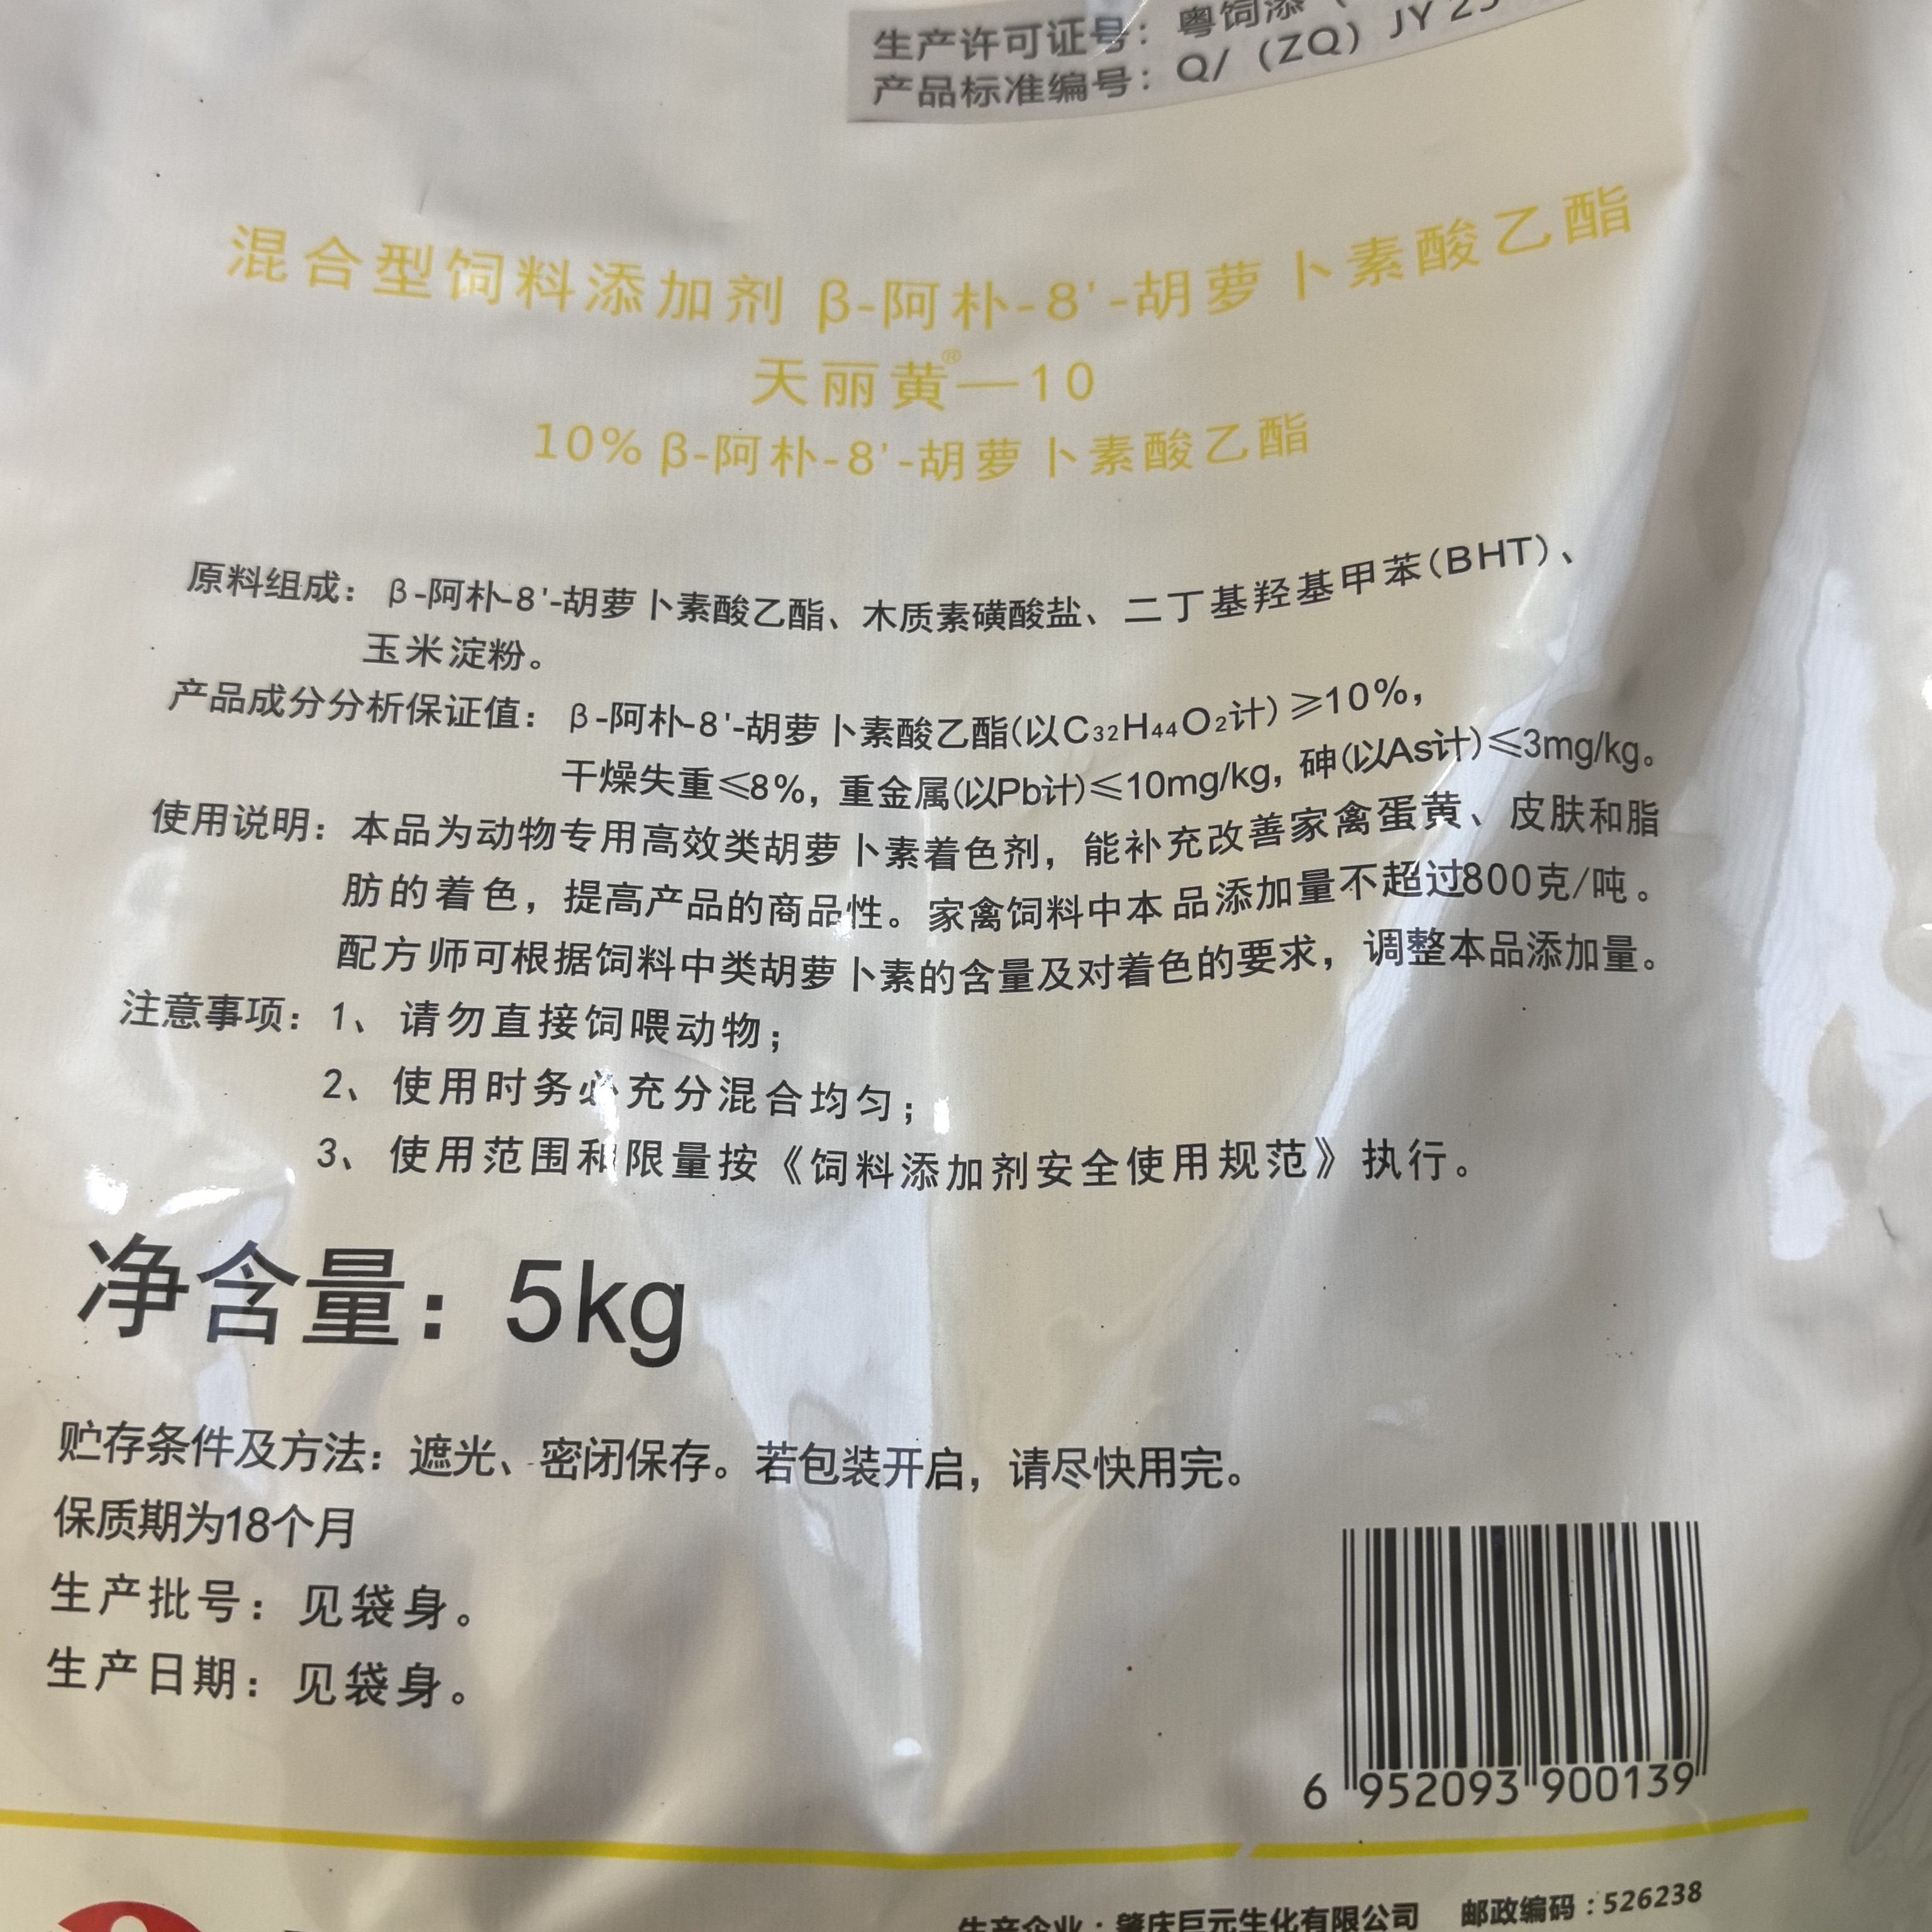 生产许可证号：粤饲添（
产品标准编号：Q/（ZQ）JY 25
混合型饲料添加剂 β-阿朴-8'-胡萝卜素酸乙酯
天丽黄®—10
10% β-阿朴-8'-胡萝卜素酸乙酯
原料组成：β-阿朴-8'-胡萝卜素酸乙酯、木质素磺酸盐、二丁基羟基甲苯(BHT)、
玉米淀粉。
产品成分分析保证值：β-阿朴-8'-胡萝卜素酸乙酯(以C₃₂H₄₄O₂计)≥10%，
干燥失重≤8%，重金属(以Pb计)≤10mg/kg，砷(以As计)≤3mg/kg。
使用说明：本品为动物专用高效类胡萝卜素着色剂，能补充改善家禽蛋黄、皮肤和脂
肪的着色，提高产品的商品性。家禽饲料中本品添加量不超过800克/吨。
配方师可根据饲料中类胡萝卜素的含量及对着色的要求，调整本品添加量。
注意事项：1、请勿直接饲喂动物；
2、使用时务必充分混合均匀；
3、使用范围和限量按《饲料添加剂安全使用规范》执行。
净含量：5kg
贮存条件及方法：遮光、密闭保存。若包装开启，请尽快用完。
保质期为18个月
生产批号：见袋身。
生产日期：见袋身。
6 952093 900139
生产企业：肇庆巨元生化有限公司 邮政编码：526238